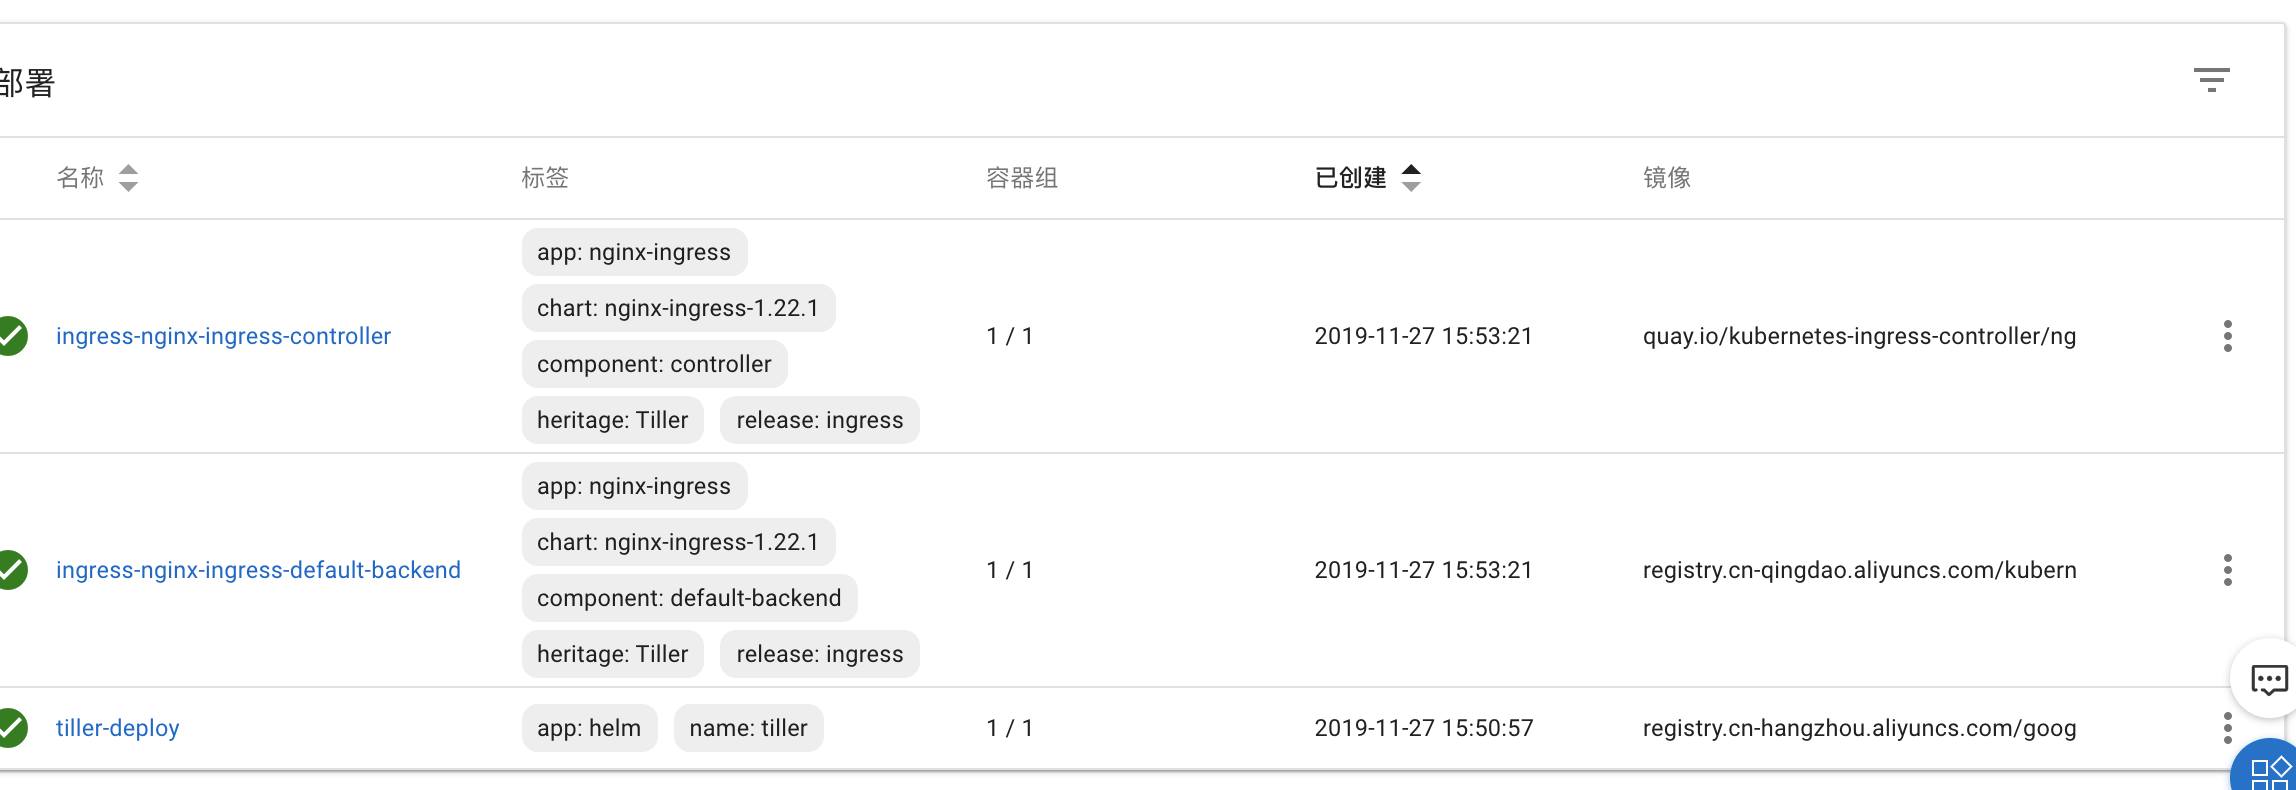 部署
名称 标签 容器组 已创建 镜像
app: nginx-ingress
chart: nginx-ingress-1.22.1
ingress-nginx-ingress-controller 1 / 1 2019-11-27 15:53:21 quay.io/kubernetes-ingress-controller/ng
component: controller
heritage: Tiller release: ingress
app: nginx-ingress
chart: nginx-ingress-1.22.1
ingress-nginx-ingress-default-backend 1 / 1 2019-11-27 15:53:21 registry.cn-qingdao.aliyuncs.com/kubern
component: default-backend
heritage: Tiller release: ingress
tiller-deploy app: helm name: tiller 1 / 1 2019-11-27 15:50:57 registry.cn-hangzhou.aliyuncs.com/goog